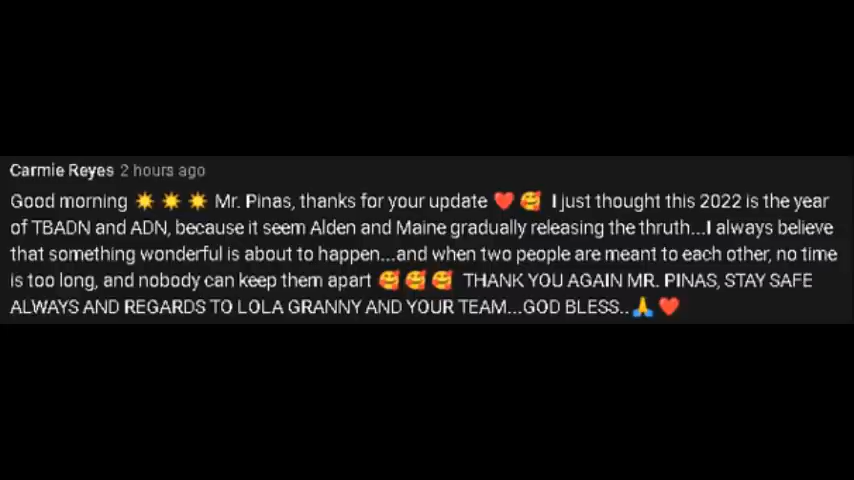 Carmie Reyes 2 hours ago
Good morning ☀️ ☀️ ☀️ Mr. Pinas, thanks for your update ❤️ 🥰 I just thought this 2022 is the year
of TBADN and ADN, because it seem Alden and Maine gradually releasing the thruth...I always believe
that something wonderful is about to happen...and when two people are meant to each other, no time
is too long, and nobody can keep them apart 🥰 🥰 🥰 THANK YOU AGAIN MR. PINAS, STAY SAFE
ALWAYS AND REGARDS TO LOLA GRANNY AND YOUR TEAM...GOD BLESS.. 🙏 ❤️